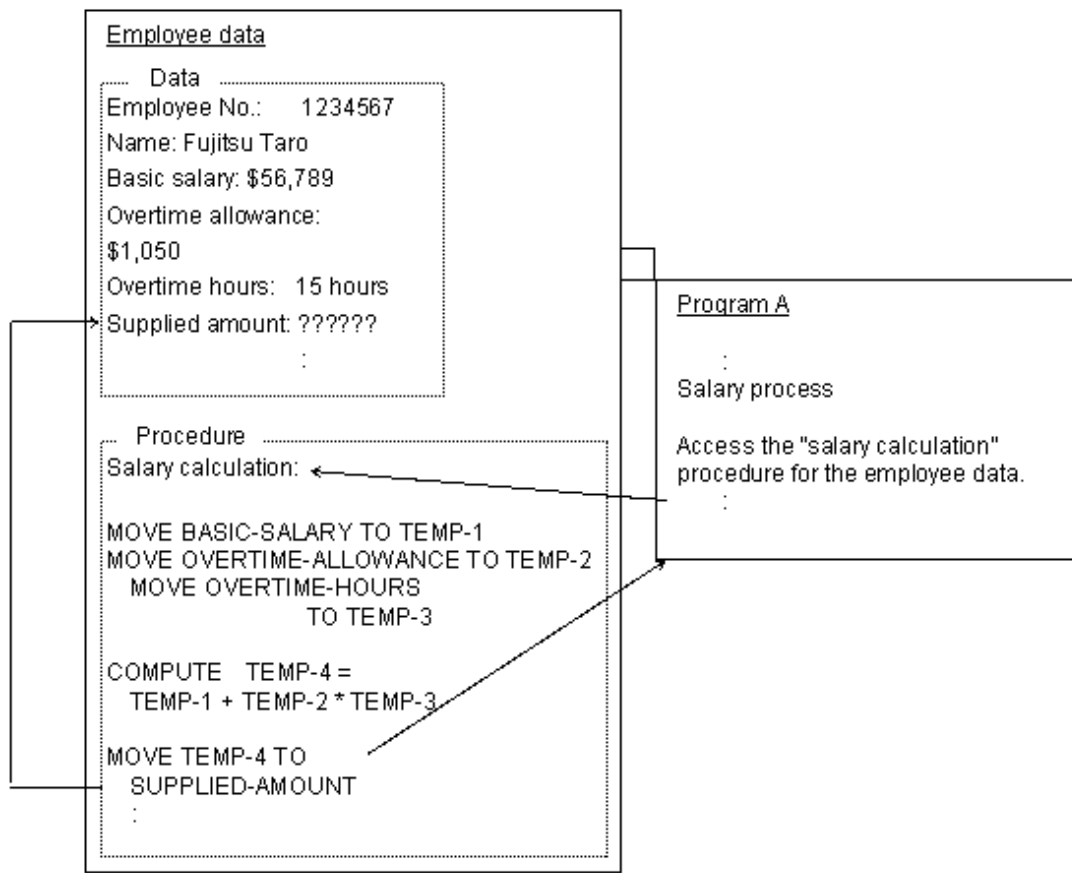 Employee data
Data
Employee No.: 1234567
Name: Fujitsu Taro
Basic salary: $56,789
Overtime allowance:
$1,050
Overtime hours: 15 hours
Supplied amount: ??????
:
Procedure
Salary calculation:
MOVE BASIC-SALARY TO TEMP-1
MOVE OVERTIME-ALLOWANCE TO TEMP-2
MOVE OVERTIME-HOURS
TO TEMP-3
COMPUTE TEMP-4 =
TEMP-1 + TEMP-2 * TEMP-3
MOVE TEMP-4 TO
SUPPLIED-AMOUNT
:
Program A
:
Salary process
Access the "salary calculation"
procedure for the employee data.
: